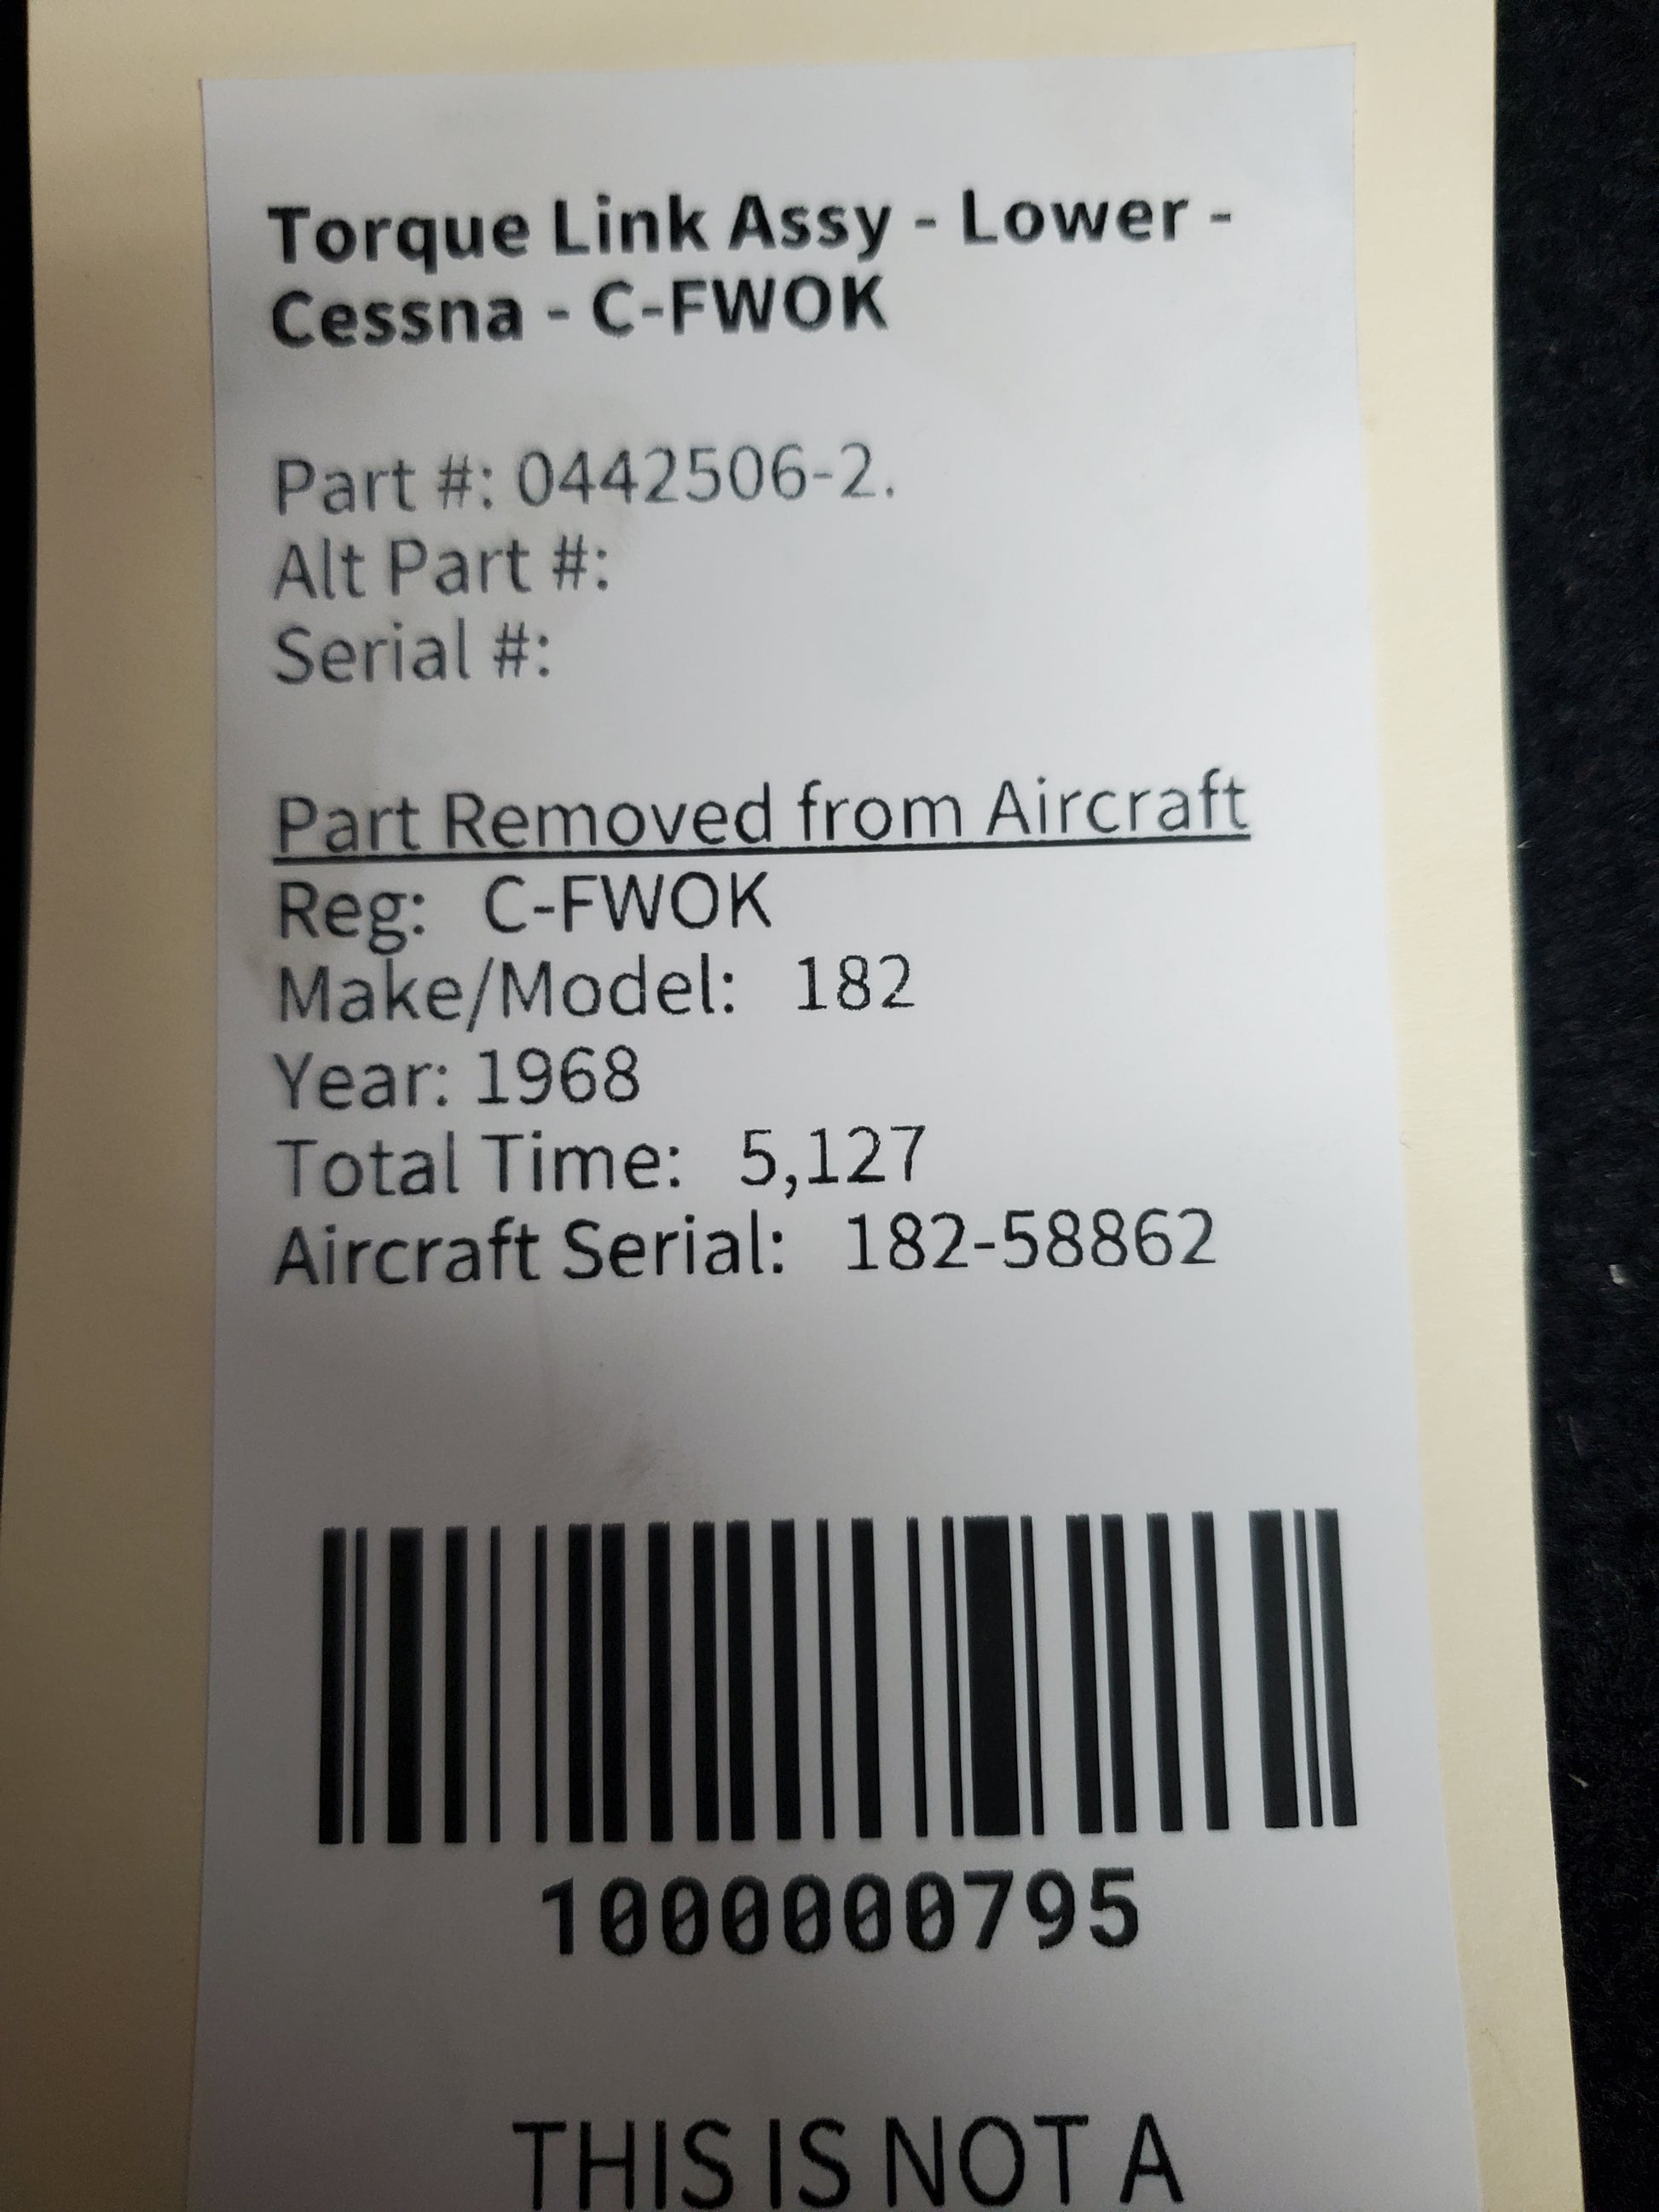 Torque Link Assy - Lower -
Cessna - C-FWOK
Part #: 0442506-2.
Alt Part #:
Serial #:
Part Removed from Aircraft
Reg: C-FWOK
Make/Model: 182
Year: 1968
Total Time: 5,127
Aircraft Serial: 182-58862
1000000795
THIS IS NOT A